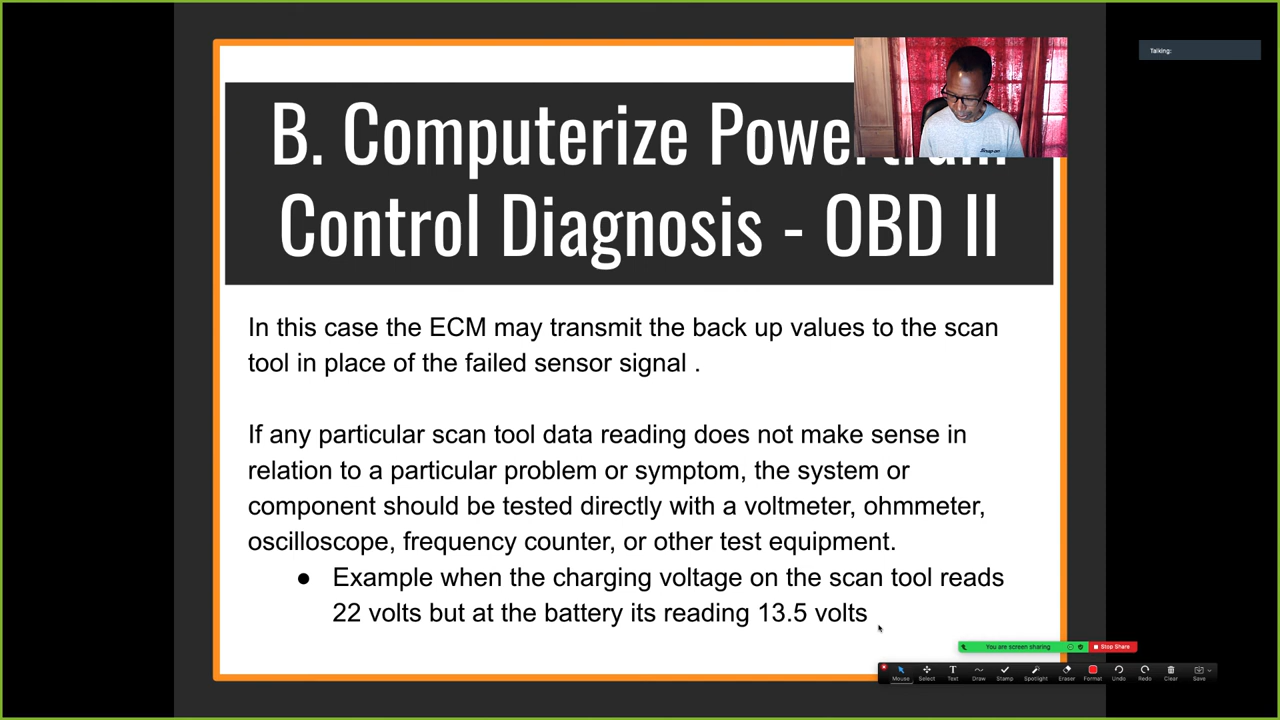 Talking:
B. Computerize
Control Diagnosis - OBD II
Snap-on
In this case the ECM may transmit the back up values to the scan
tool in place of the failed sensor signal .
If any particular scan tool data reading does not make sense in
relation to a particular problem or symptom, the system or
component should be tested directly with a voltmeter, ohmmeter,
oscilloscope, frequency counter, or other test equipment.
● Example when the charging voltage on the scan tool reads
22 volts but at the battery its reading 13.5 volts
You are screen sharing Stop Share
Mouse Select Text Draw Stamp Spotlight Eraser Format Undo Redo Clear Save